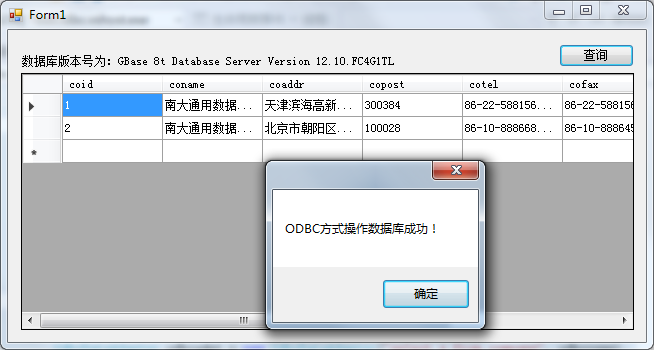 Form1
数据库版本号为: GBase 8t Database Server Version 12.10.FC4G1TL
查询
coid coname coaddr copost cotel cofax
1 南大通用数据... 天津滨海高新... 300384 86-22-588156... 86-22-588156
2 北京市朝阳区... 南大通用数据... 100028 86-10-888668... 86-10-888645
*
ODBC方式操作数据库成功！
确定